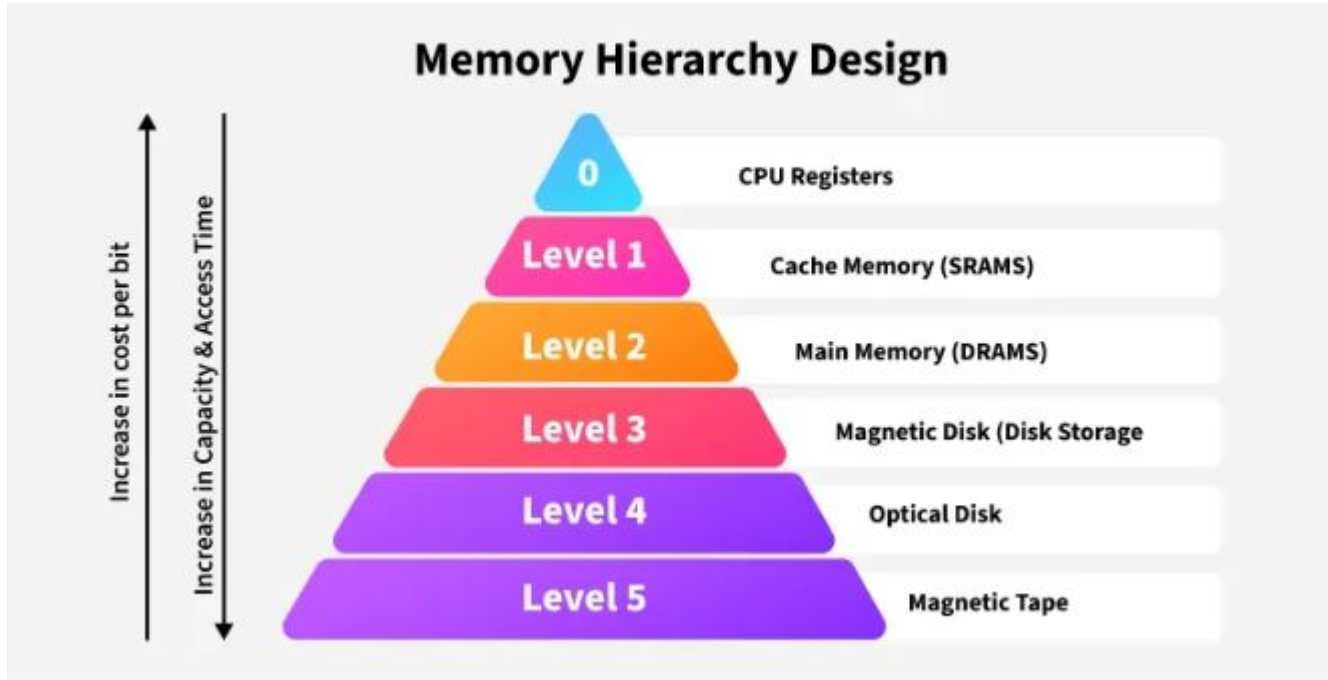 Memory Hierarchy Design
Increase in cost per bit
Increase in Capacity & Access Time
0
CPU Registers
Level 1
Cache Memory (SRAMS)
Level 2
Main Memory (DRAMS)
Level 3
Magnetic Disk (Disk Storage
Level 4
Optical Disk
Level 5
Magnetic Tape